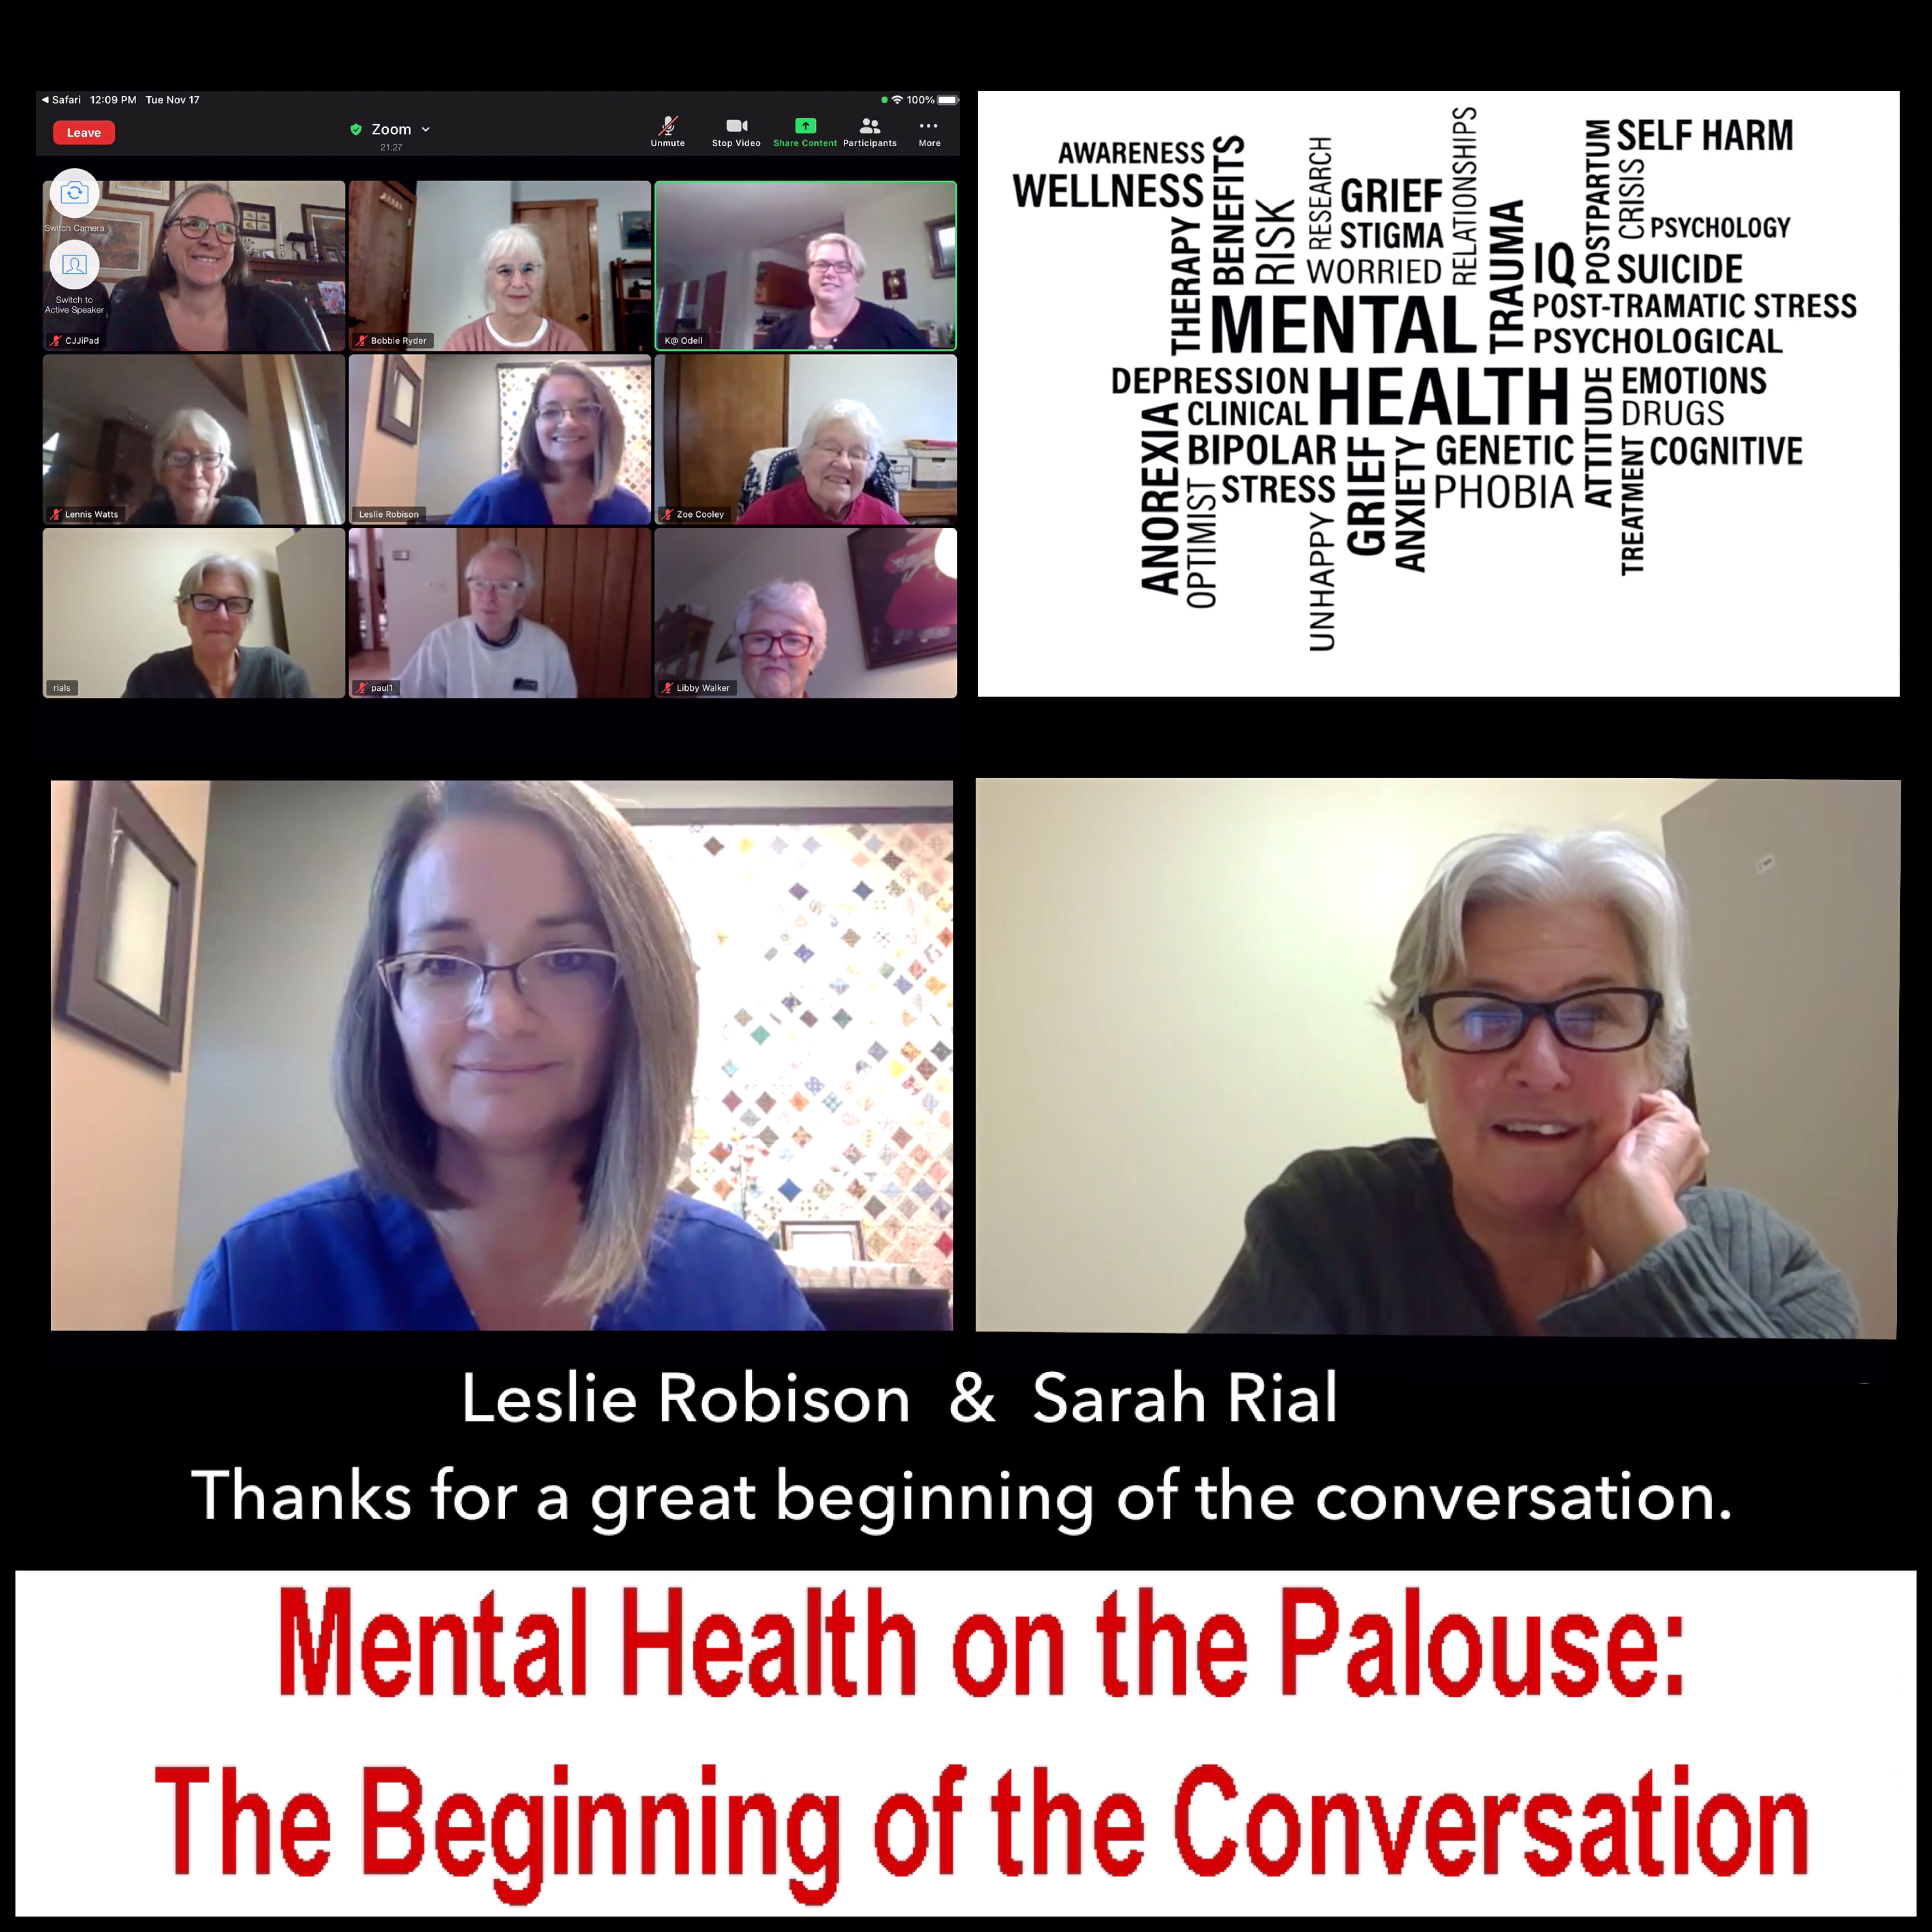 Safari 12:09 PM Tue Nov 17
100%
Leave
Zoom
21:27
Unmute
Stop Video
Share Content
Participants
More
Switch Camera
Switch to
Active Speaker
CJJiPad
Bobbie Ryder
K@ Odell
Lennis Watts
Leslie Robison
Zoe Cooley
rials
paul1
Libby Walker
AWARENESS
WELLNESS
THERAPY
BENEFITS
RISK
RESEARCH
GRIEF
STIGMA
WORRIED
RELATIONSHIPS
TRAUMA
IQ
POSTPARTUM
SELF HARM
CRISIS
PSYCHOLOGY
SUICIDE
POST-TRAMATIC STRESS
PSYCHOLOGICAL
MENTAL
HEALTH
DEPRESSION
CLINICAL
BIPOLAR
STRESS
ANOREXIA
OPTIMIST
UNHAPPY
GRIEF
ANXIETY
GENETIC
PHOBIA
ATTITUDE
EMOTIONS
DRUGS
COGNITIVE
TREATMENT
Leslie Robison & Sarah Rial
Thanks for a great beginning of the conversation.
Mental Health on the Palouse:
The Beginning of the Conversation